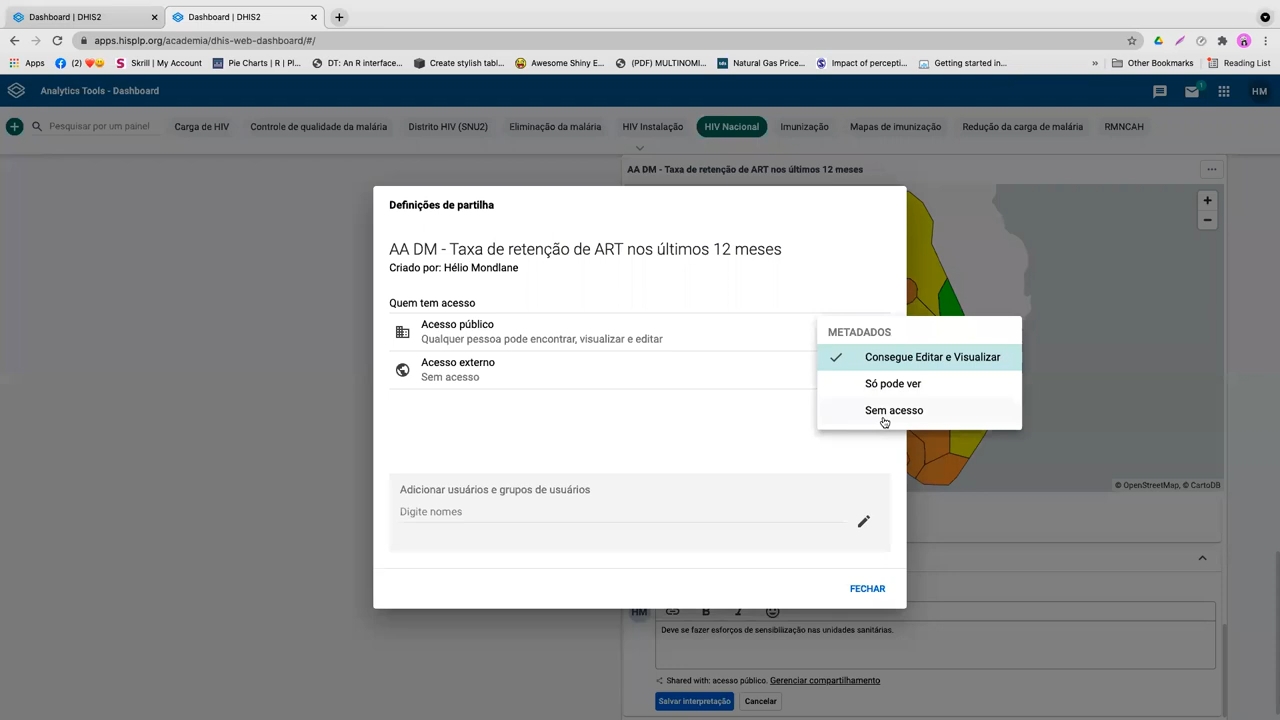 Dashboard | DHIS2
Dashboard | DHIS2
apps.hisplp.org/academia/dhis-web-dashboard/#/
Apps
(2)
Skrill | My Account
Pie Charts | R | Pl...
DT: An R interface...
Create stylish tabl...
Awesome Shiny E...
(PDF) MULTINOMI...
Natural Gas Price...
Impact of percepti...
Getting started in...
»
Other Bookmarks
Reading List
Analytics Tools - Dashboard
1
HM
Pesquisar por um painel
Carga de HIV
Controle de qualidade da malária
Distrito HIV (SNU2)
Eliminação da malária
HIV Instalação
HIV Nacional
Imunização
Mapas de imunização
Redução da carga de malária
RMNCAH
AA DM - Taxa de retenção de ART nos últimos 12 meses
Definições de partilha
AA DM - Taxa de retenção de ART nos últimos 12 meses
Criado por: Hélio Mondlane
Quem tem acesso
Acesso público
Qualquer pessoa pode encontrar, visualizar e editar
Acesso externo
Sem acesso
METADADOS
Consegue Editar e Visualizar
Só pode ver
Sem acesso
Adicionar usuários e grupos de usuários
Digite nomes
FECHAR
© OpenStreetMap, © CartoDB
HM
B
I
Deve se fazer esforços de sensibilização nas unidades sanitárias.
Shared with: acesso público. Gerenciar compartilhamento
Salvar interpretação
Cancelar